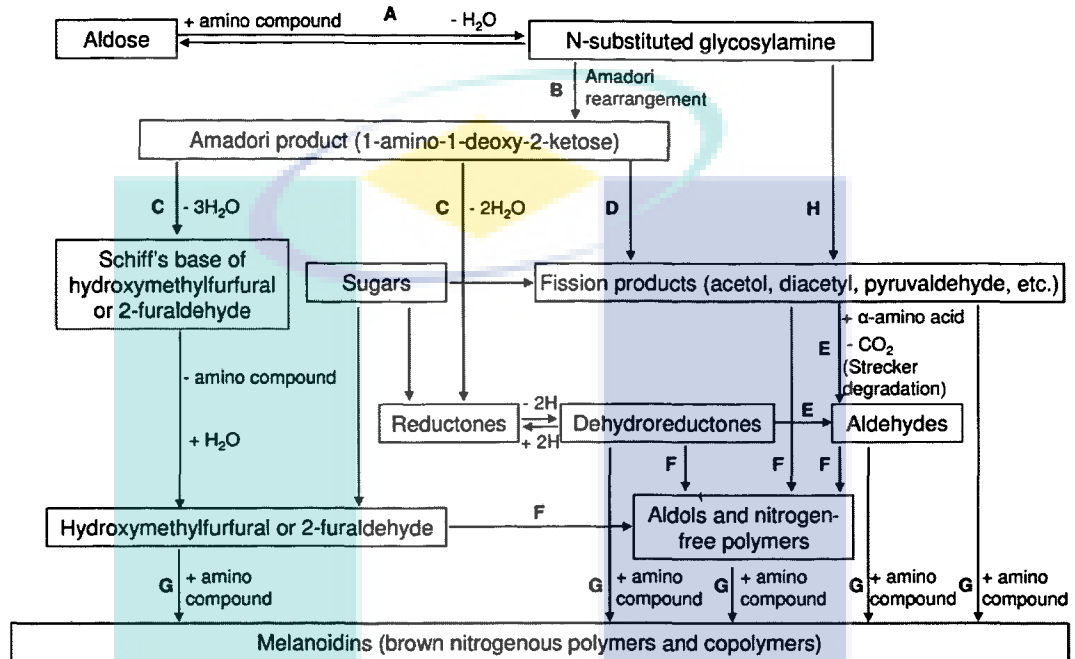 + amino compound
A
- H₂O
Aldose
N-substituted glycosylamine
B
Amadori
rearrangement
Amadori product (1-amino-1-deoxy-2-ketose)
C
- 3H₂O
C
- 2H₂O
D
H
Schiff's base of
hydroxymethylfurfural
or 2-furaldehyde
Sugars
Fission products (acetol, diacetyl, pyruvaldehyde, etc.)
+ α-amino acid
E
- CO₂
(Strecker
degradation)
- amino compound
+ H₂O
Reductones
- 2H
+ 2H
Dehydroreductones
E
Aldehydes
F
F
F
Hydroxymethylfurfural or 2-furaldehyde
F
Aldols and nitrogen-
free polymers
G
+ amino
compound
G
+ amino
compound
G
+ amino
compound
G
+ amino
compound
G
+ amino
compound
Melanoidins (brown nitrogenous polymers and copolymers)